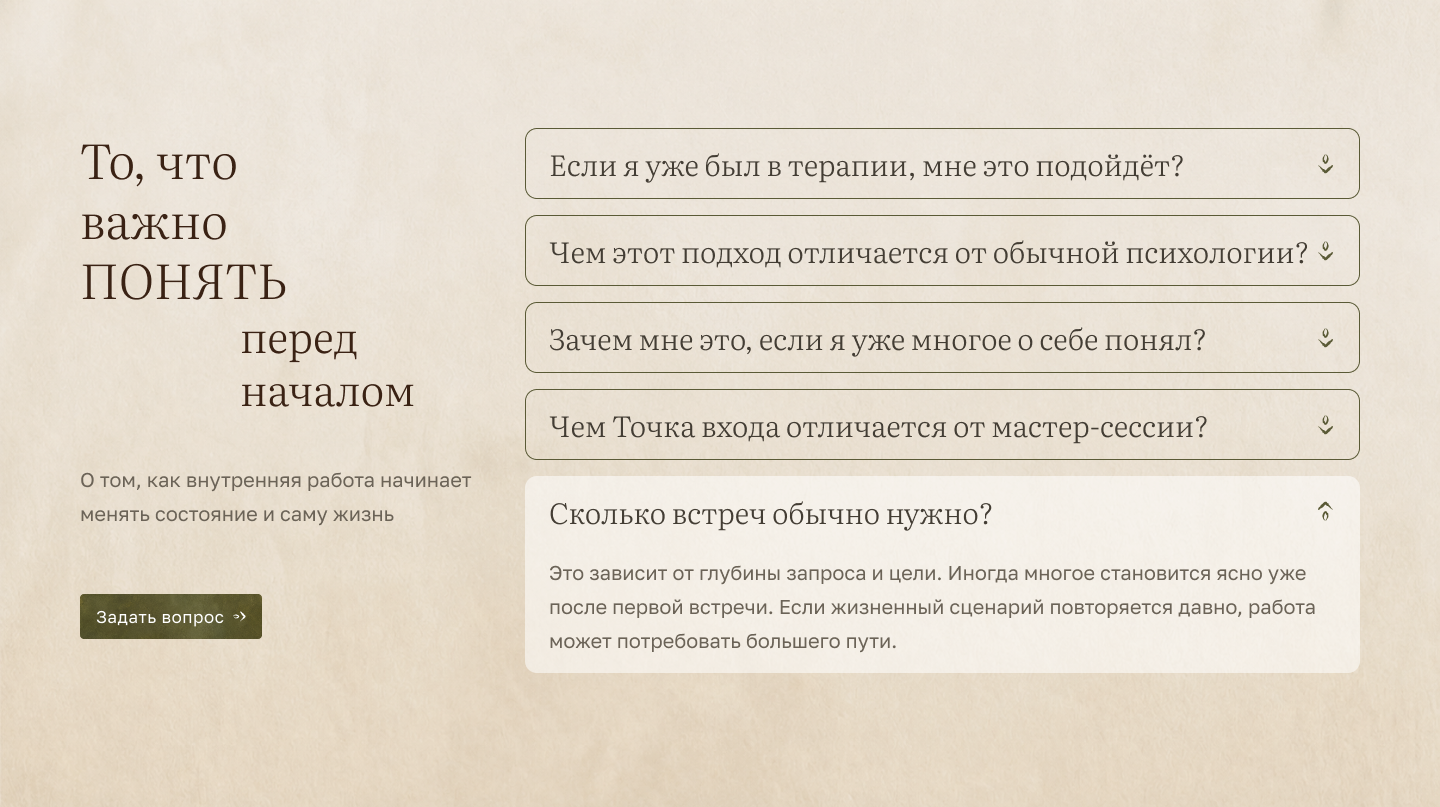 То, что
важно
ПОНЯТЬ
перед
началом
О том, как внутренняя работа начинает
менять состояние и саму жизнь
Задать вопрос
Если я уже был в терапии, мне это подойдёт?
Чем этот подход отличается от обычной психологии?
Зачем мне это, если я уже многое о себе понял?
Чем Точка входа отличается от мастер-сессии?
Сколько встреч обычно нужно?
Это зависит от глубины запроса и цели. Иногда многое становится ясно уже
после первой встречи. Если жизненный сценарий повторяется давно, работа
может потребовать большего пути.